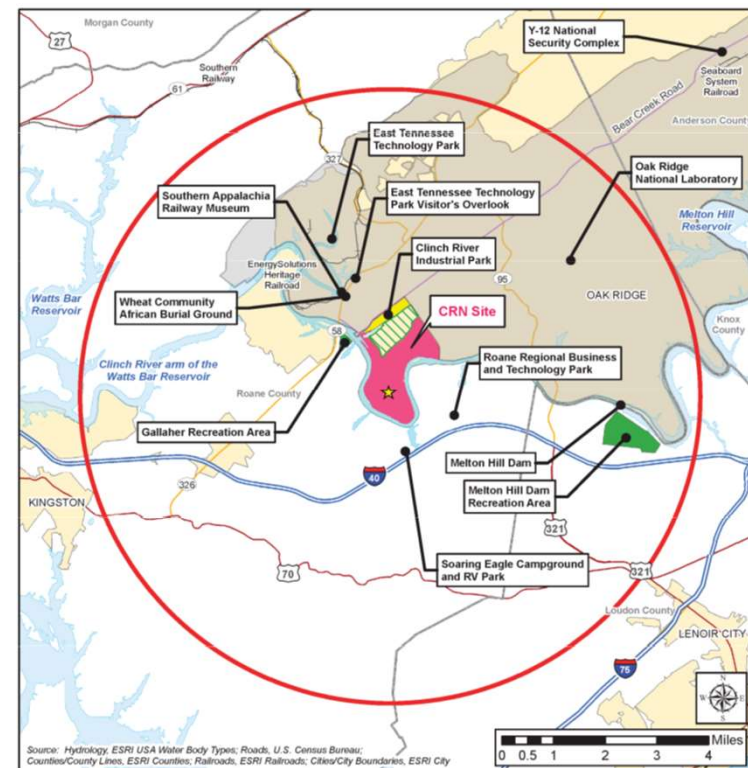 Morgan County
27
Southern
Railway
61
Y-12 National
Security Complex
Seaboard
System
Railroad
Bear Creek Road
Anderson County
East Tennessee
Technology Park
327
Oak Ridge
National Laboratory
Southern Appalachia
Railway Museum
East Tennessee Technology
Park Visitor's Overlook
Melton Hill
Reservoir
Clinch River
Industrial Park
EnergySolutions
Heritage
Railroad
95
OAK RIDGE
Watts Bar
Reservoir
Wheat Community
African Burial Ground
CRN Site
Knox
County
58
Clinch River arm of the
Watts Bar Reservoir
Roane County
Roane Regional Business
and Technology Park
Gallaher Recreation Area
Melton Hill Dam
40
KINGSTON
326
Melton Hill Dam
Recreation Area
321
70
Soaring Eagle Campground
and RV Park
321
Loudon County
LENOIR CITY
75
N
W
E
S
Miles
0 0.5 1 2 3 4
Source: Hydrology, ESRI USA Water Body Types; Roads, U.S. Census Bureau;
Counties/County Lines, ESRI Counties; Railroads, ESRI Railroads; Cities/City Boundaries, ESRI City